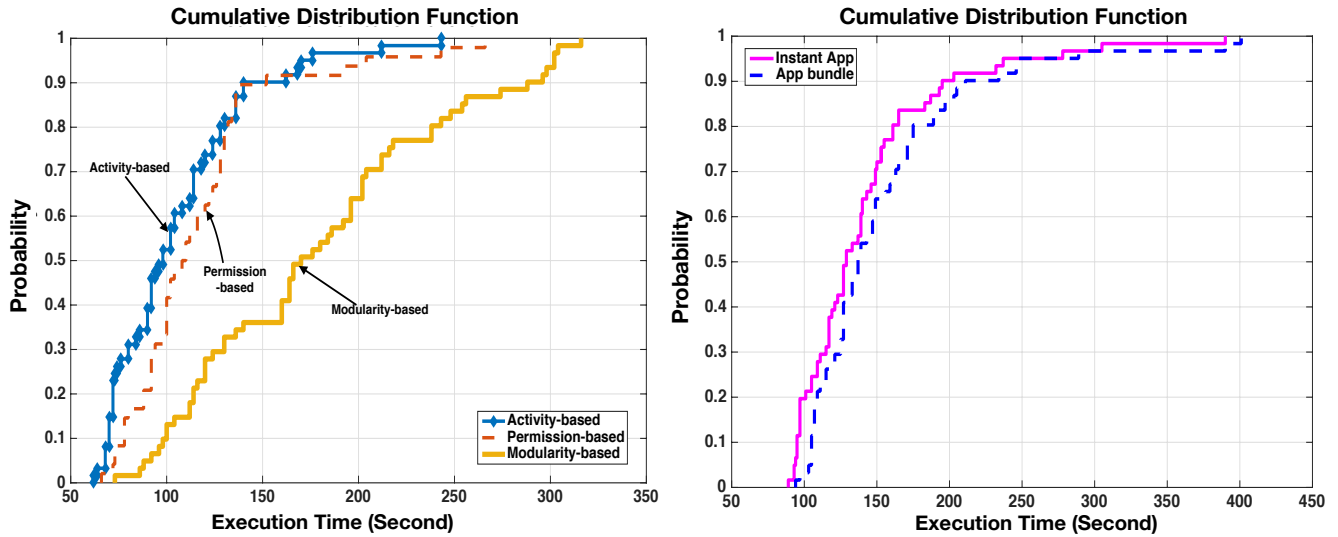 Cumulative Distribution Function
1
0.9
0.8
0.7
0.6
0.5
0.4
0.3
0.2
0.1
0
Probability
Activity-based
Permission
-based
Modularity-based
Activity-based
Permission-based
Modularity-based
50 100 150 200 250 300 350
Execution Time (Second)
Cumulative Distribution Function
1
0.9
0.8
0.7
0.6
0.5
0.4
0.3
0.2
0.1
0
Probability
Instant App
App bundle
50 100 150 200 250 300 350 400 450
Execution Time (Second)